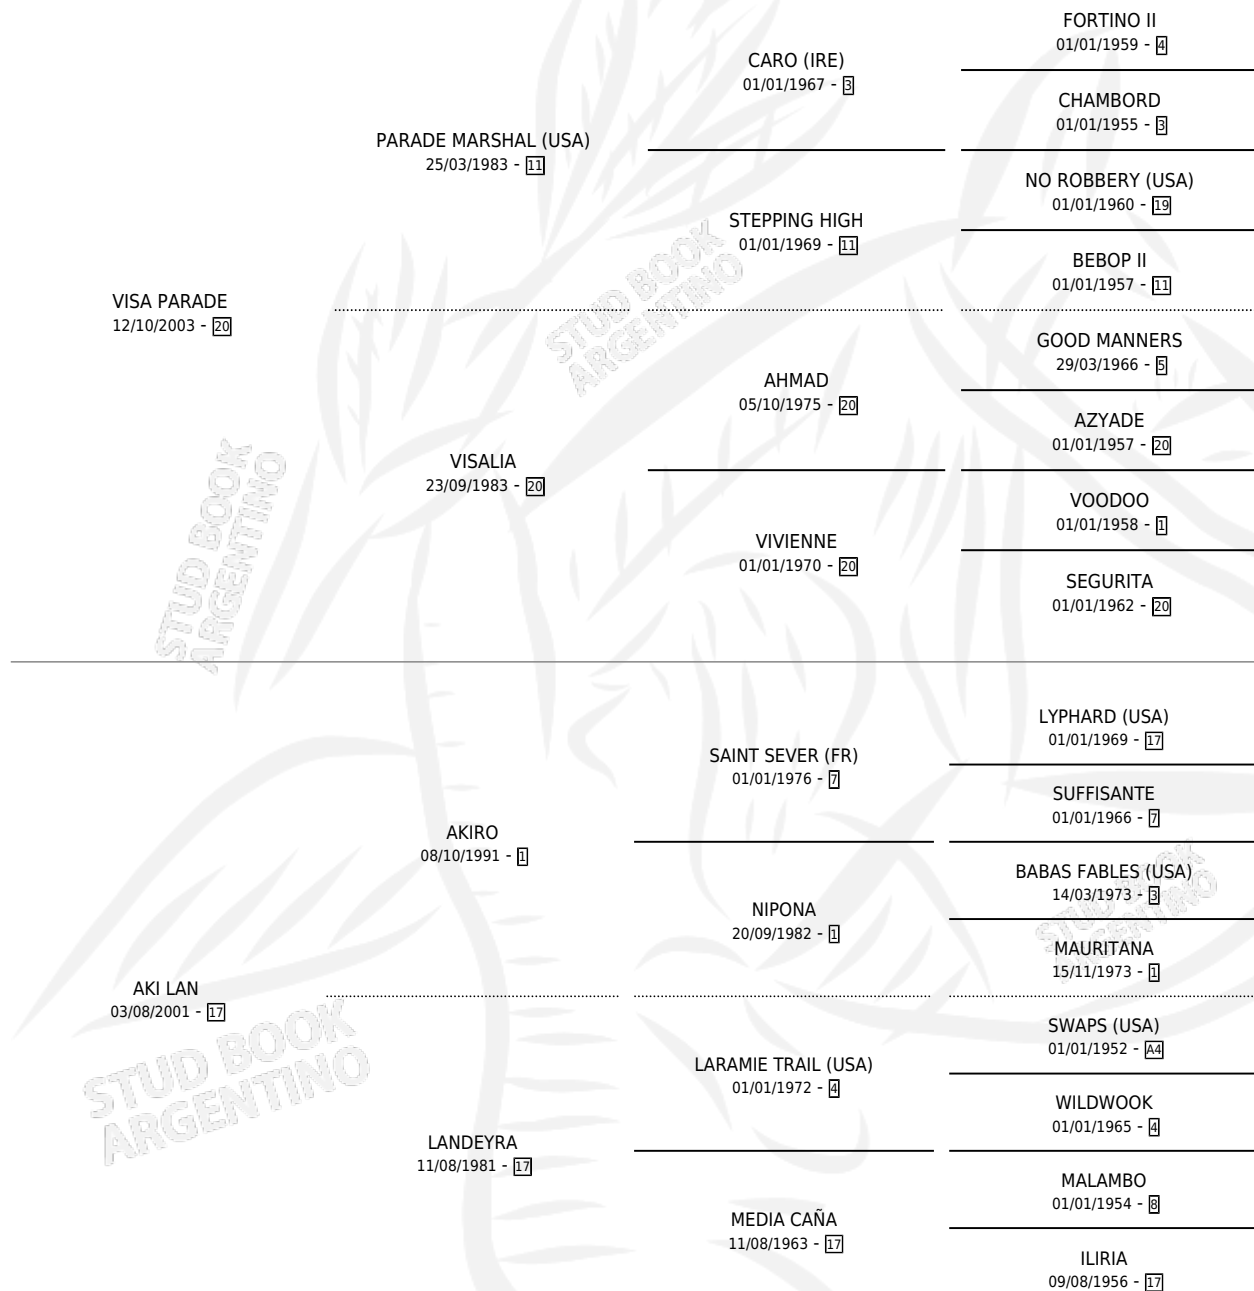 FORTINO II
01/01/1959 - 4
CARO (IRE)
01/01/1967 - 3
CHAMBORD
01/01/1955 - 3
PARADE MARSHAL (USA)
25/03/1983 - 11
NO ROBBERY (USA)
01/01/1960 - 19
STEPPING HIGH
01/01/1969 - 11
BEBOP II
01/01/1957 - 11
VISA PARADE
12/10/2003 - 20
GOOD MANNERS
29/03/1966 - 5
AHMAD
05/10/1975 - 20
AZYADE
01/01/1957 - 20
VISALIA
23/09/1983 - 20
VOODOO
01/01/1958 - 1
VIVIENNE
01/01/1970 - 20
SEGURITA
01/01/1962 - 20
LYPHARD (USA)
01/01/1969 - 17
SAINT SEVER (FR)
01/01/1976 - 7
SUFFISANTE
01/01/1966 - 7
AKIRO
08/10/1991 - 1
BABAS FABLES (USA)
14/03/1973 - 3
NIPONA
20/09/1982 - 1
MAURITANA
15/11/1973 - 1
AKI LAN
03/08/2001 - 17
SWAPS (USA)
01/01/1952 - A4
LARAMIE TRAIL (USA)
01/01/1972 - 4
WILDWOOK
01/01/1965 - 4
LANDEYRA
11/08/1981 - 17
MALAMBO
01/01/1954 - 8
MEDIA CAÑA
11/08/1963 - 17
ILIRIA
09/08/1956 - 17
STUD BOOK
ARGENTINO
STUD BOOK
ARGENTINO
STUD BOOK
ARGENTINO
STUD BOOK
ARGENTINO